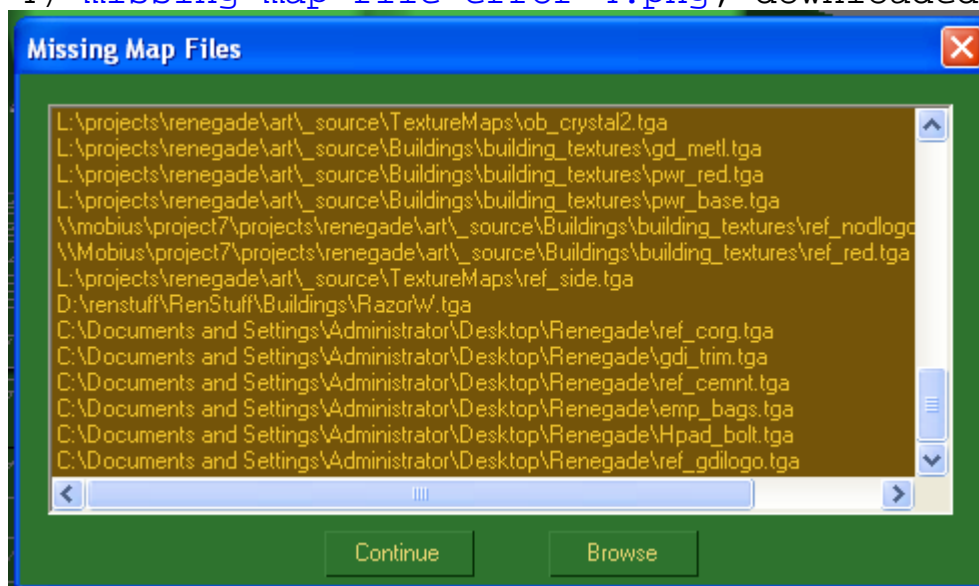 Missing Map Files
L:\projects\renegade\art\_source\TextureMaps\ob_crystal2.tga
L:\projects\renegade\art\_source\Buildings\building_textures\gd_metl.tga
L:\projects\renegade\art\_source\Buildings\building_textures\pwr_red.tga
L:\projects\renegade\art\_source\Buildings\building_textures\pwr_base.tga
\\mobius\project7\projects\renegade\art\_source\Buildings\building_textures\ref_nodlogo
\\Mobius\project7\projects\renegade\art\_source\Buildings\building_textures\ref_red.tga
L:\projects\renegade\art\_source\TextureMaps\ref_side.tga
D:\renstuff\RenStuff\Buildings\RazorW.tga
C:\Documents and Settings\Administrator\Desktop\Renegade\ref_corg.tga
C:\Documents and Settings\Administrator\Desktop\Renegade\gdi_trim.tga
C:\Documents and Settings\Administrator\Desktop\Renegade\ref_cemnt.tga
C:\Documents and Settings\Administrator\Desktop\Renegade\emp_bags.tga
C:\Documents and Settings\Administrator\Desktop\Renegade\Hpad_bolt.tga
C:\Documents and Settings\Administrator\Desktop\Renegade\ref_gdilogo.tga
Continue Browse